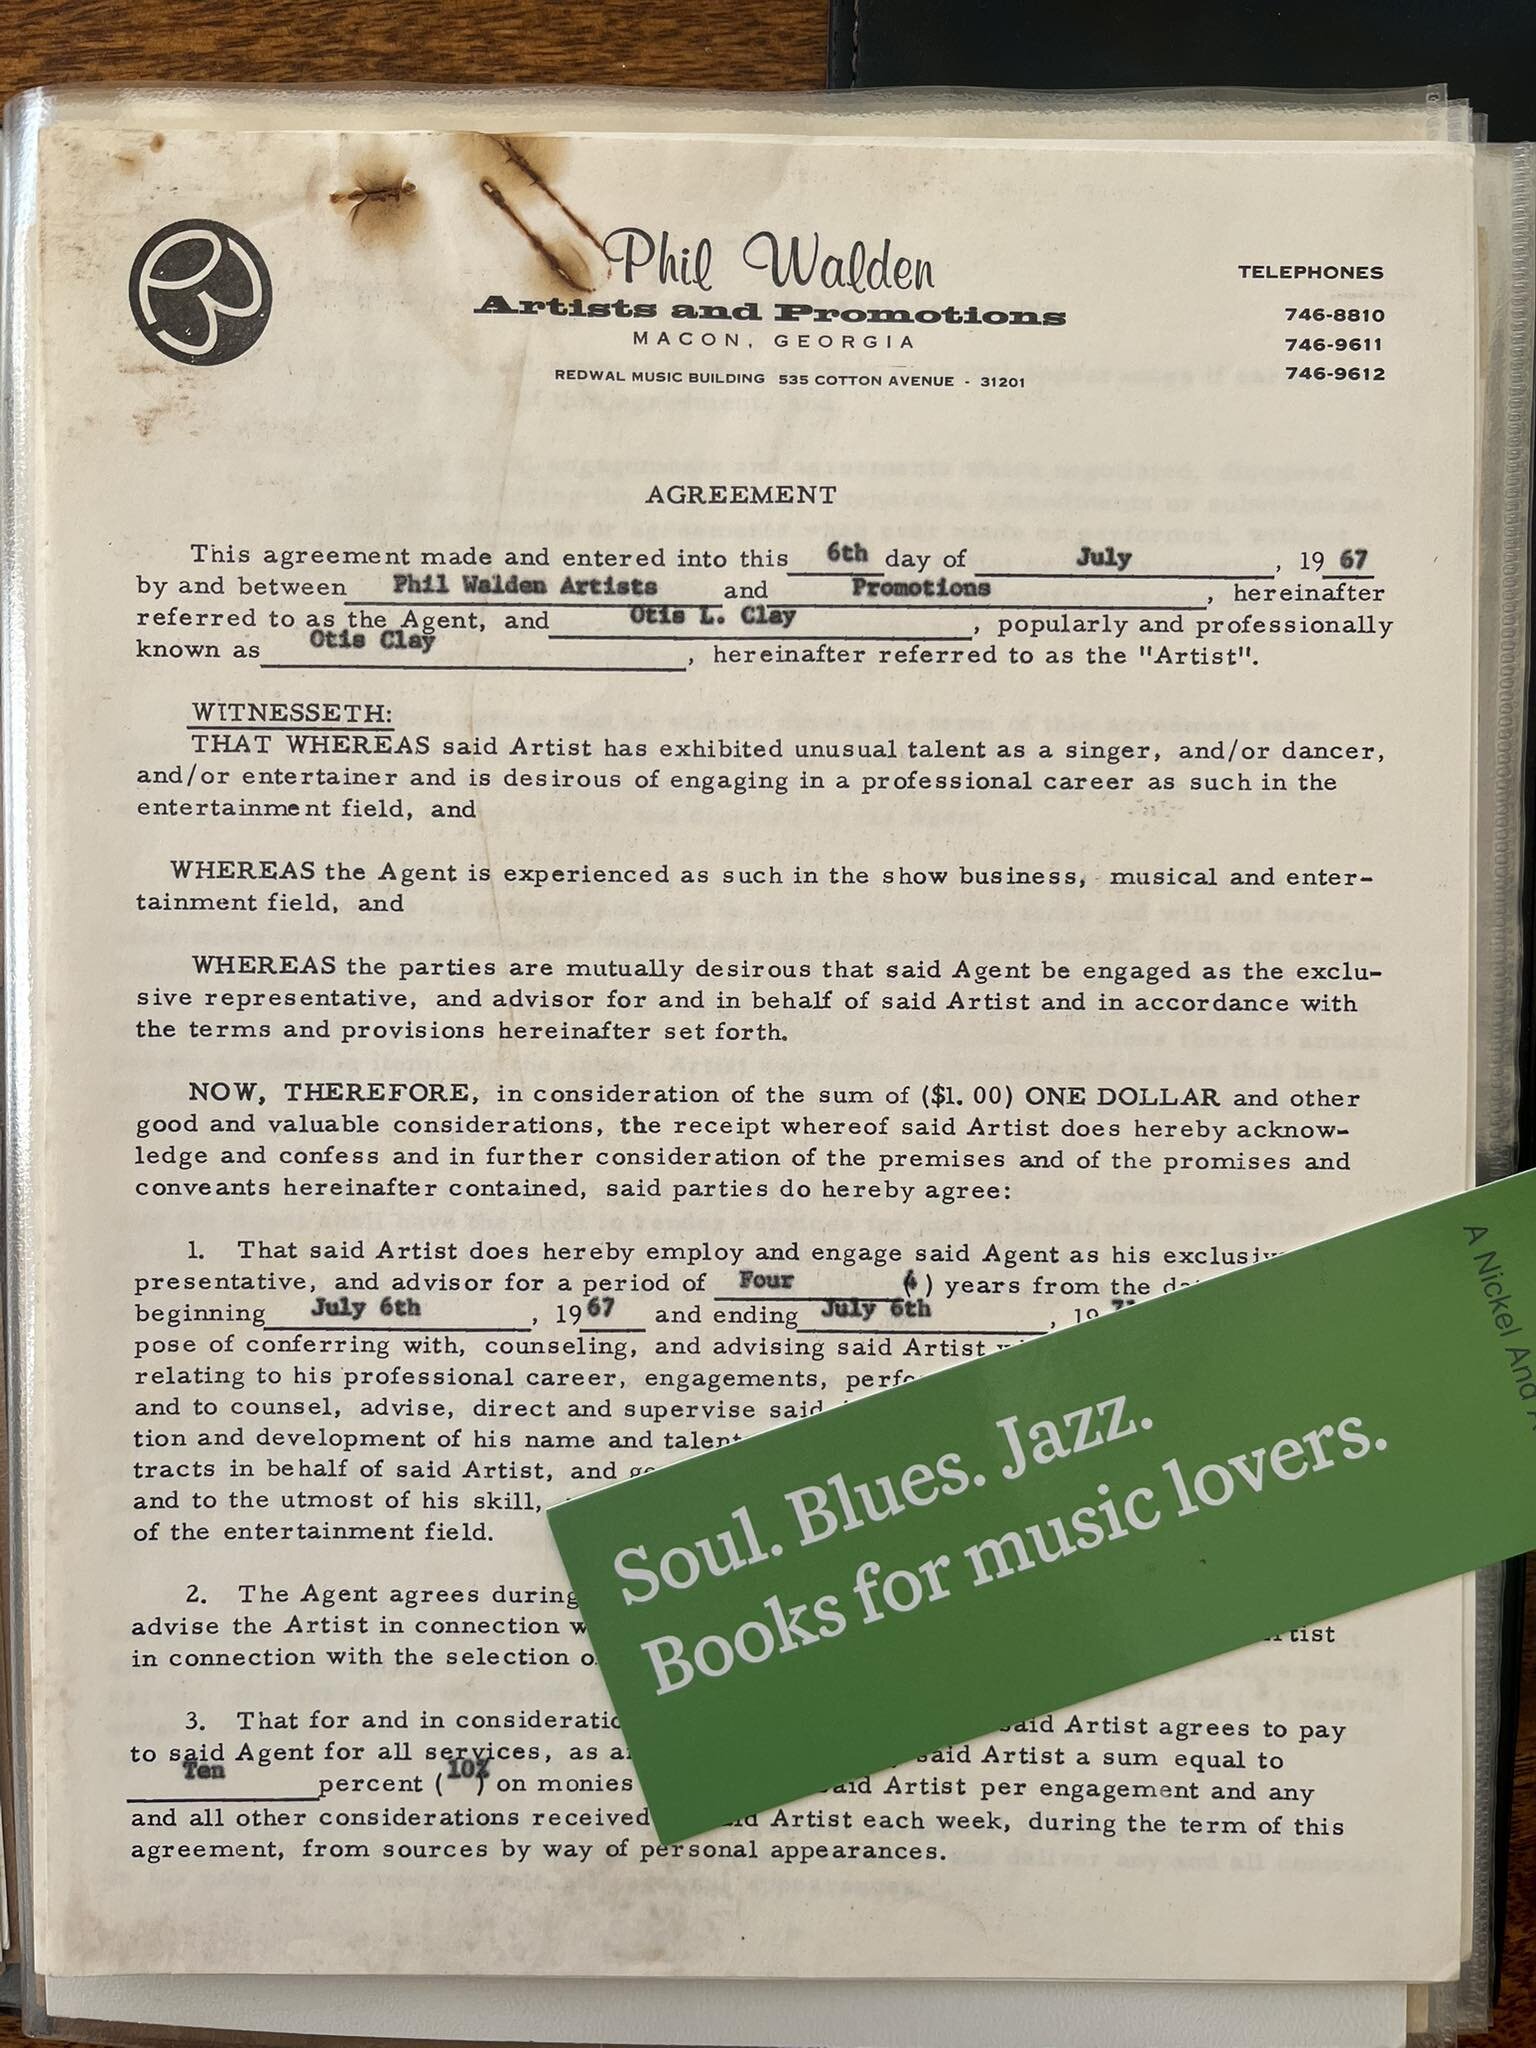 Phil Walden
Artists and Promotions
MACON, GEORGIA
REDWAL MUSIC BUILDING 535 COTTON AVENUE - 31201
TELEPHONES
746-8810
746-9611
746-9612
AGREEMENT
This agreement made and entered into this 6th day of July, 1967
by and between Phil Walden Artists and Promotions, hereinafter
referred to as the Agent, and Otis L. Clay, popularly and professionally
known as Otis Clay, hereinafter referred to as the "Artist".
WITNESSETH:
THAT WHEREAS said Artist has exhibited unusual talent as a singer, and/or dancer,
and/or entertainer and is desirous of engaging in a professional career as such in the
entertainment field, and
WHEREAS the Agent is experienced as such in the show business, musical and enter-
tainment field, and
WHEREAS the parties are mutually desirous that said Agent be engaged as the exclu-
sive representative, and advisor for and in behalf of said Artist and in accordance with
the terms and provisions hereinafter set forth.
NOW, THEREFORE, in consideration of the sum of ($1.00) ONE DOLLAR and other
good and valuable considerations, the receipt whereof said Artist does hereby acknow-
ledge and confess and in further consideration of the premises and of the promises and
conveants hereinafter contained, said parties do hereby agree:
1. That said Artist does hereby employ and engage said Agent as his
presentative, and advisor for a period of Four (4) years from the
beginning July 6th, 1967 and ending July 6th, 19
pose of conferring with, counseling, and advising said Artist
relating to his professional career, engagements,
and to counsel, advise, direct and supervise said
tion and development of his name and
tracts in behalf of said Artist, and
and to the utmost of his skill,
of the entertainment field.
2. The Agent agrees during
advise the Artist in connection
in connection with the selection
3. That for and in said Artist agrees to pay
to said Agent for all services, as said Artist a sum equal to
Ten percent (10%) on monies said Artist per engagement and any
and all other considerations received Artist each week, during the term of this
agreement, from sources by way of personal appearances.
Soul. Blues. Jazz.
Books for music lovers.
A Nickel And